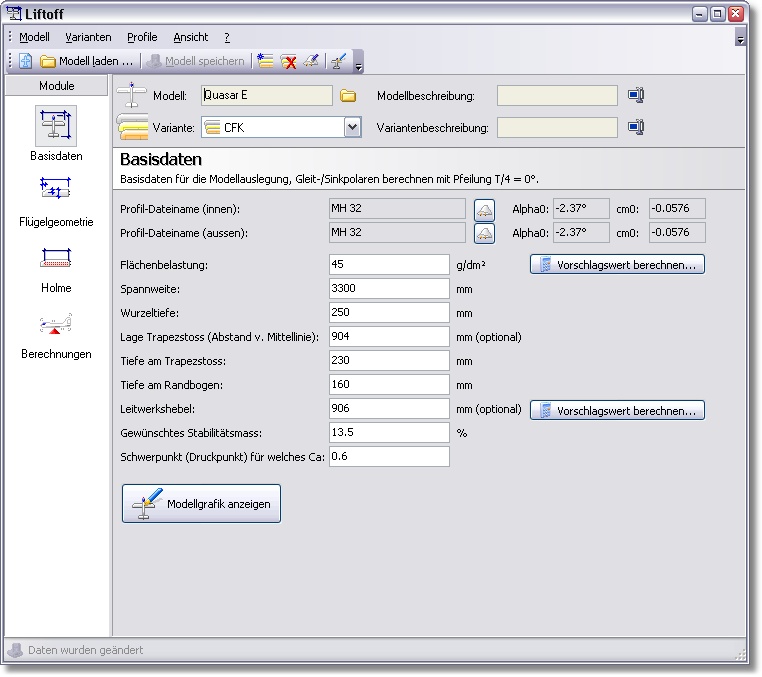 Liftoff
Modell Varianten Profile Ansicht ?
Modell laden ... Modell speichern
Module
Basisdaten
Flügelgeometrie
Holme
Berechnungen
Modell: Quasar E Modellbeschreibung:
Variante: CFK Variantenbeschreibung:
Basisdaten
Basisdaten für die Modellauslegung, Gleit-/Sinkpolaren berechnen mit Pfeilung T/4 = 0°.
Profil-Dateiname (innen): MH 32 Alpha0: -2.37° cm0: -0.0576
Profil-Dateiname (aussen): MH 32 Alpha0: -2.37° cm0: -0.0576
Flächenbelastung: 45 g/dm² Vorschlagswert berechnen...
Spannweite: 3300 mm
Wurzeltiefe: 250 mm
Lage Trapezstoss (Abstand v. Mittellinie): 904 mm (optional)
Tiefe am Trapezstoss: 230 mm
Tiefe am Randbogen: 160 mm
Leitwerkshebel: 906 mm (optional) Vorschlagswert berechnen...
Gewünschtes Stabilitätsmass: 13.5 %
Schwerpunkt (Druckpunkt) für welches Ca: 0.6
Modellgrafik anzeigen
Daten wurden geändert